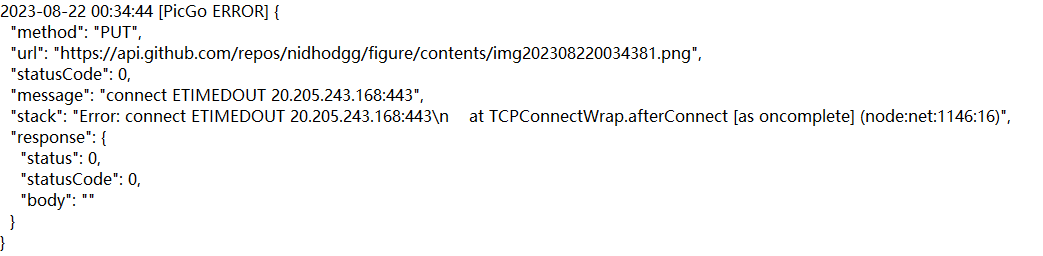 2023-08-22 00:34:44 [PicGo ERROR] {
  "method": "PUT",
  "url": "https://api.github.com/repos/nidhodgg/figure/contents/img202308220034381.png",
  "statusCode": 0,
  "message": "connect ETIMEDOUT 20.205.243.168:443",
  "stack": "Error: connect ETIMEDOUT 20.205.243.168:443\n    at TCPConnectWrap.afterConnect [as oncomplete] (node:net:1146:16)",
  "response": {
    "status": 0,
    "statusCode": 0,
    "body": ""
  }
}